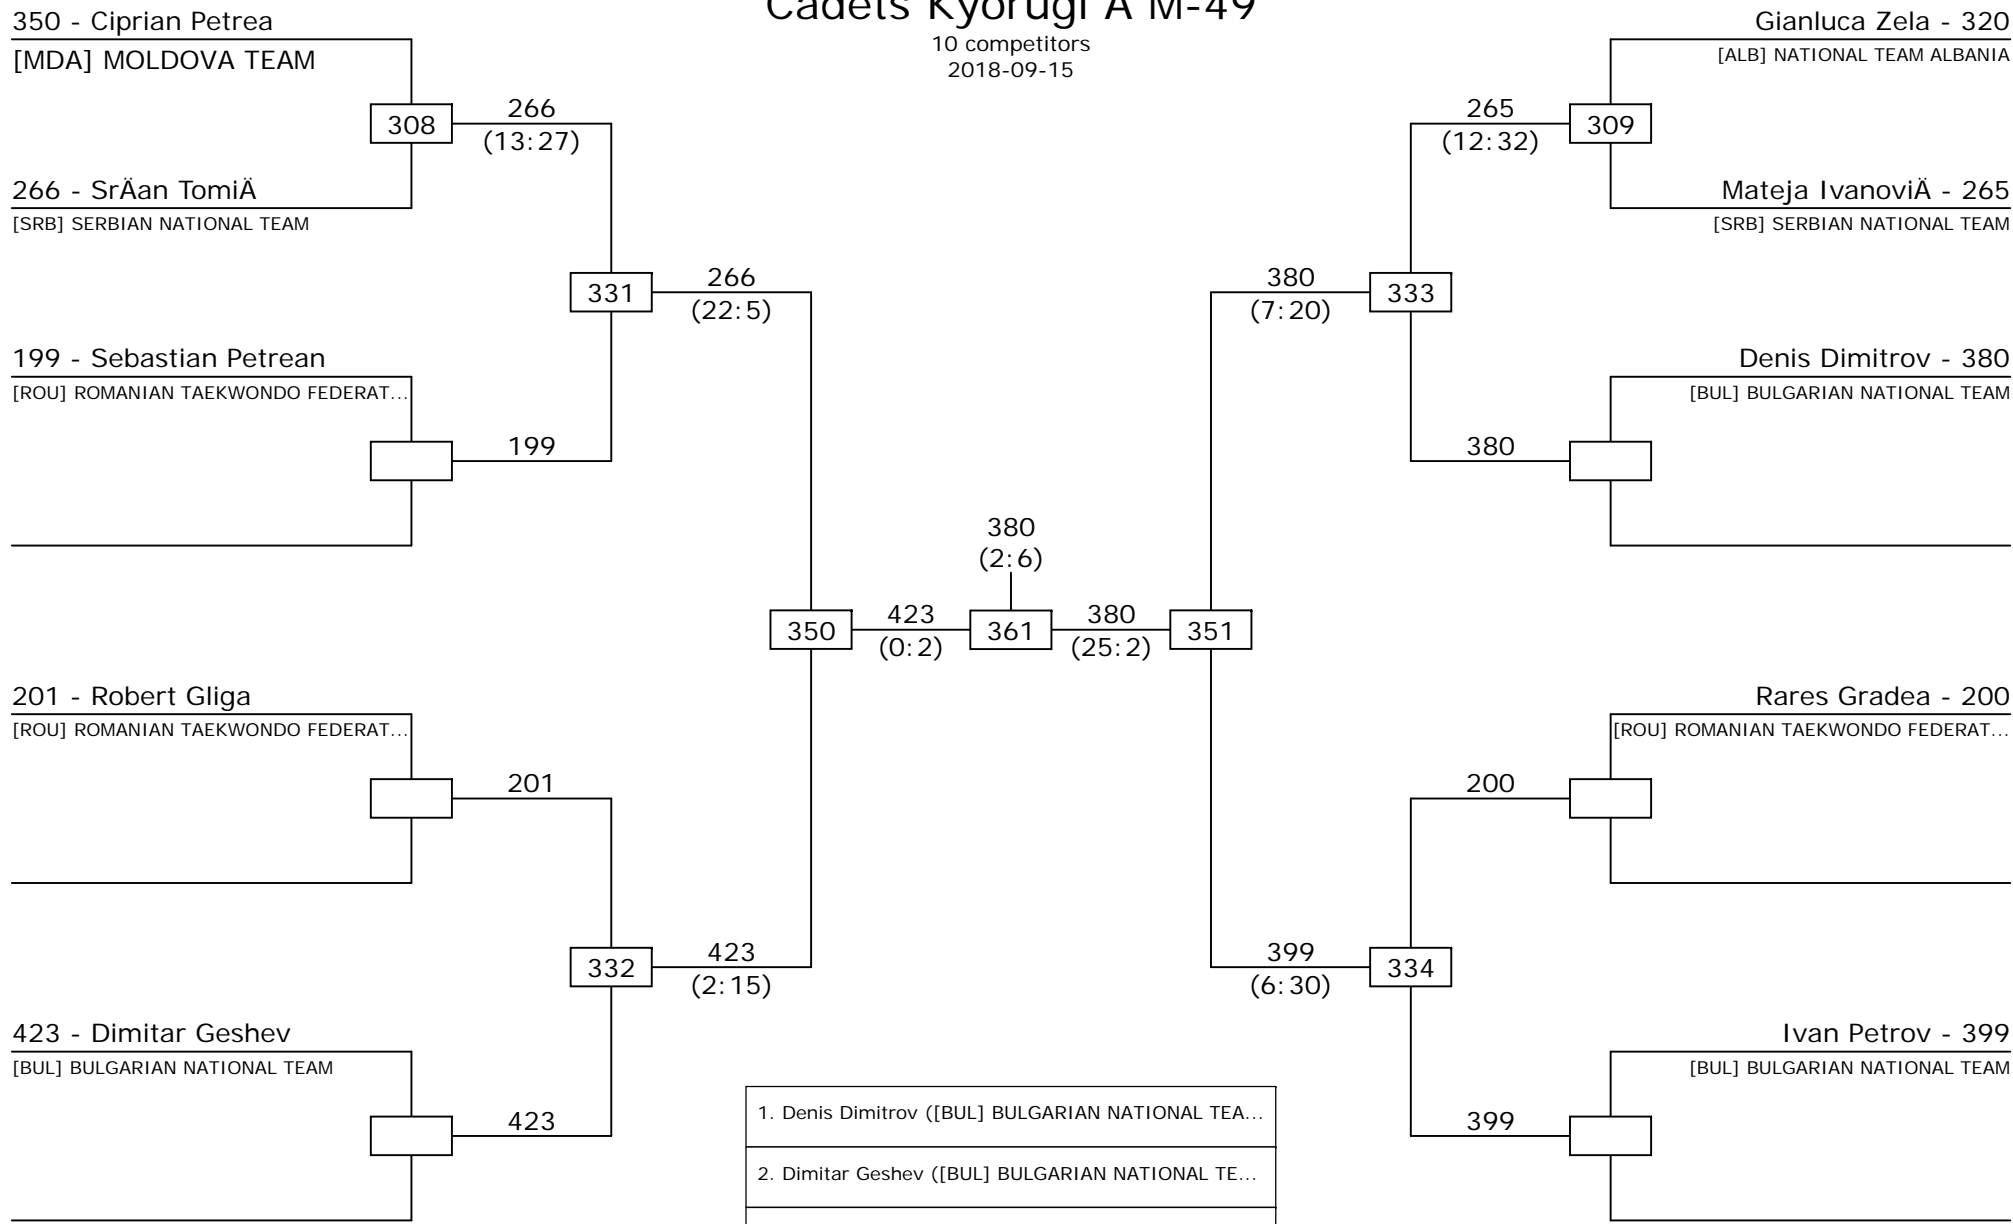 Cadets Kyorugi A M-49
10 competitors
2018-09-15
350 - Ciprian Petrea
[MDA] MOLDOVA TEAM
308
266
(13:27)
266 - SrÄan TomiÄ
[SRB] SERBIAN NATIONAL TEAM
331
266
(22:5)
199 - Sebastian Petrean
[ROU] ROMANIAN TAEKWONDO FEDERAT...
199
201 - Robert Gliga
[ROU] ROMANIAN TAEKWONDO FEDERAT...
201
332
423
(2:15)
423 - Dimitar Geshev
[BUL] BULGARIAN NATIONAL TEAM
423
350
423
(0:2)
380
(2:6)
361
380
(25:2)
351
Gianluca Zela - 320
[ALB] NATIONAL TEAM ALBANIA
265
(12:32)
309
Mateja IvanoviÄ - 265
[SRB] SERBIAN NATIONAL TEAM
380
(7:20)
333
Denis Dimitrov - 380
[BUL] BULGARIAN NATIONAL TEAM
380
Rares Gradea - 200
[ROU] ROMANIAN TAEKWONDO FEDERAT...
200
399
(6:30)
334
Ivan Petrov - 399
[BUL] BULGARIAN NATIONAL TEAM
399
1. Denis Dimitrov ([BUL] BULGARIAN NATIONAL TEA...
2. Dimitar Geshev ([BUL] BULGARIAN NATIONAL TE...